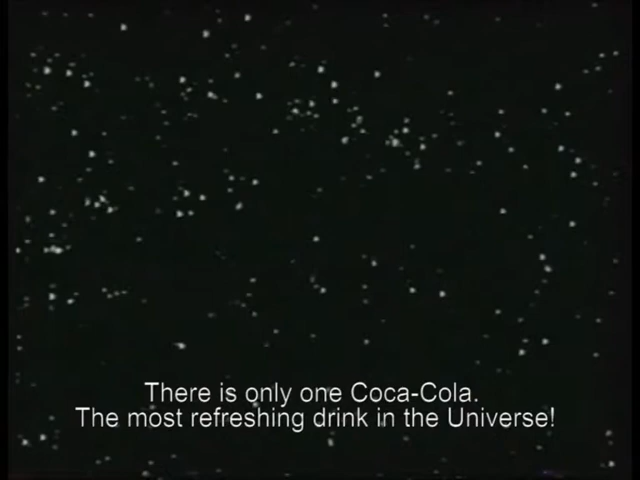 There is only one Coca-Cola.
The most refreshing drink in the Universe!